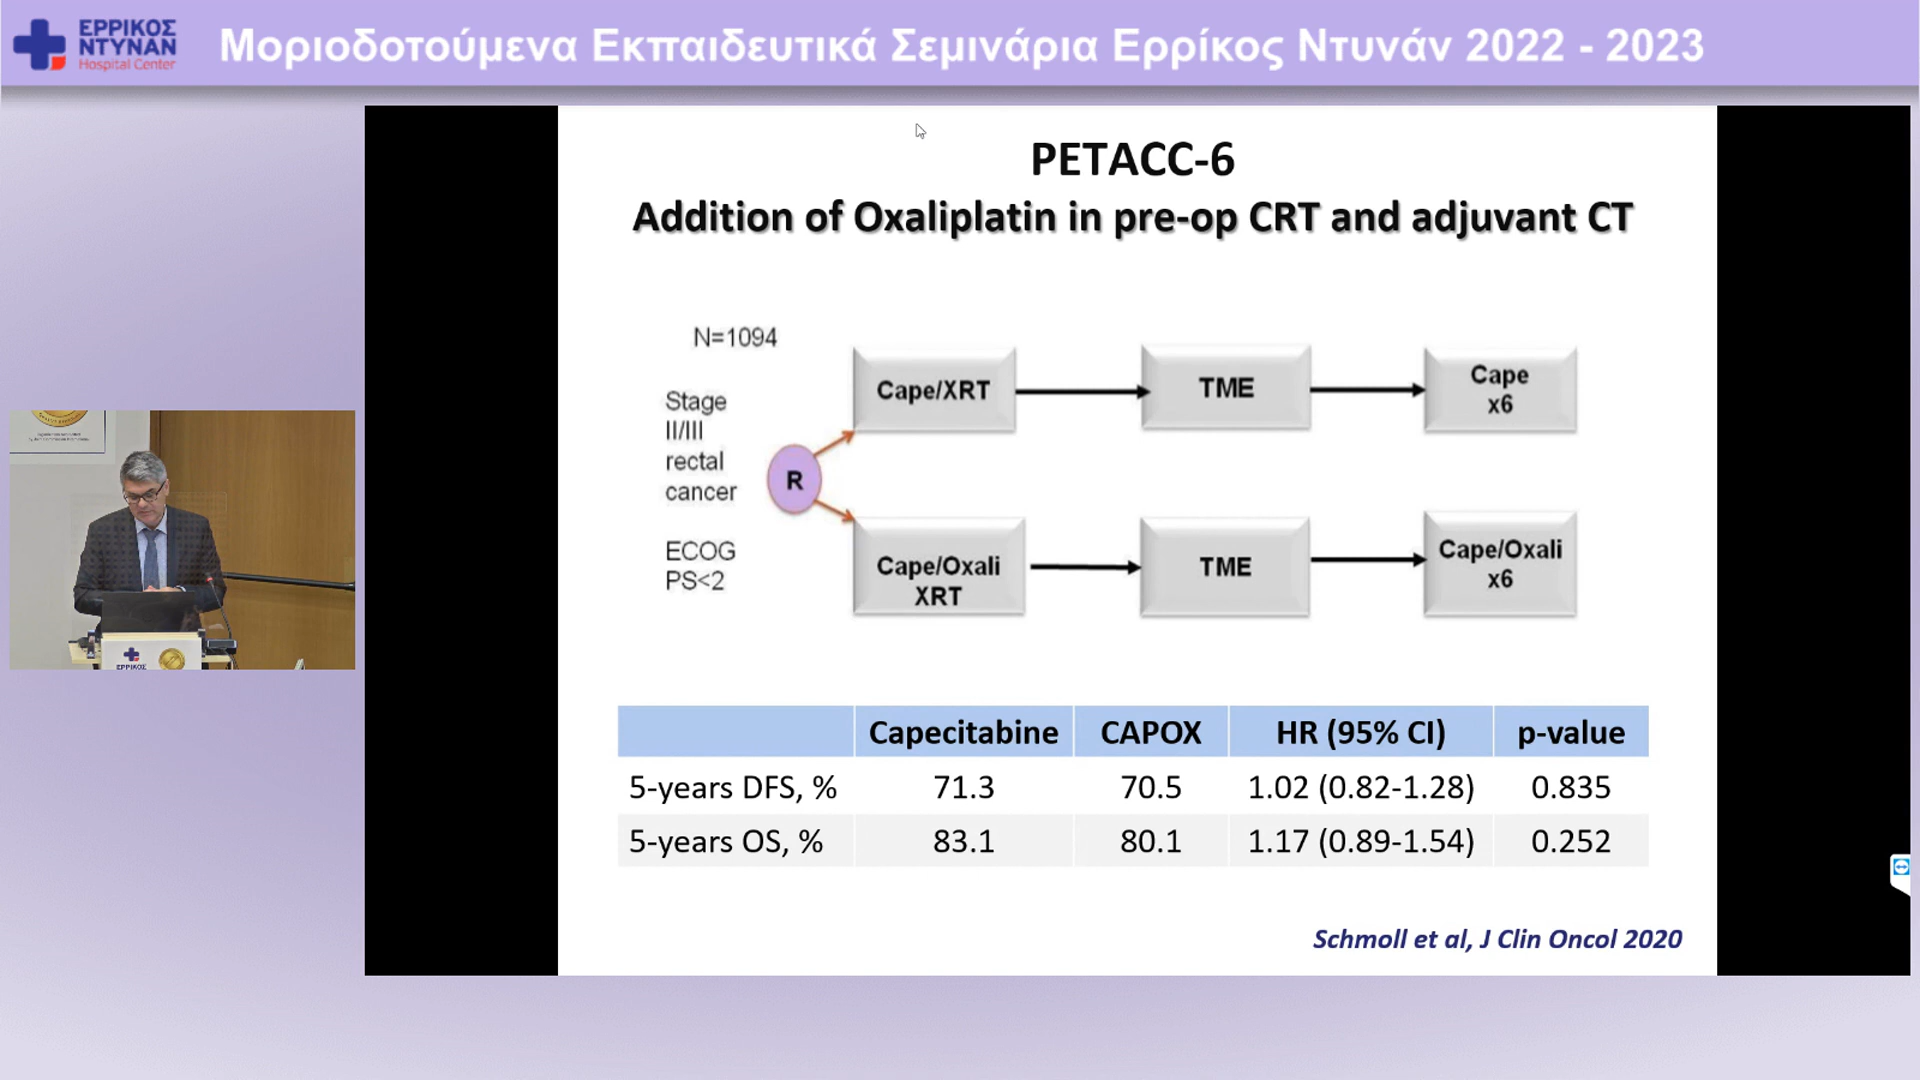 ΕΡΡΙΚΟΣ
ΝΤΥΝΑΝ
Hospital Center
Μοριοδοτούμενα Εκπαιδευτικά Σεμινάρια Ερρίκος Ντυνάν 2022 - 2023
PETACC-6
Addition of Oxaliplatin in pre-op CRT and adjuvant CT
N=1094
Stage
II/III
rectal
cancer
ECOG
PS<2
R
Cape/XRT
TME
Cape
x6
Cape/Oxali
XRT
TME
Cape/Oxali
x6
Capecitabine CAPOX HR (95% CI) p-value
5-years DFS, % 71.3 70.5 1.02 (0.82-1.28) 0.835
5-years OS, % 83.1 80.1 1.17 (0.89-1.54) 0.252
Schmoll et al, J Clin Oncol 2020
ΕΡΡΙΚΟΣ